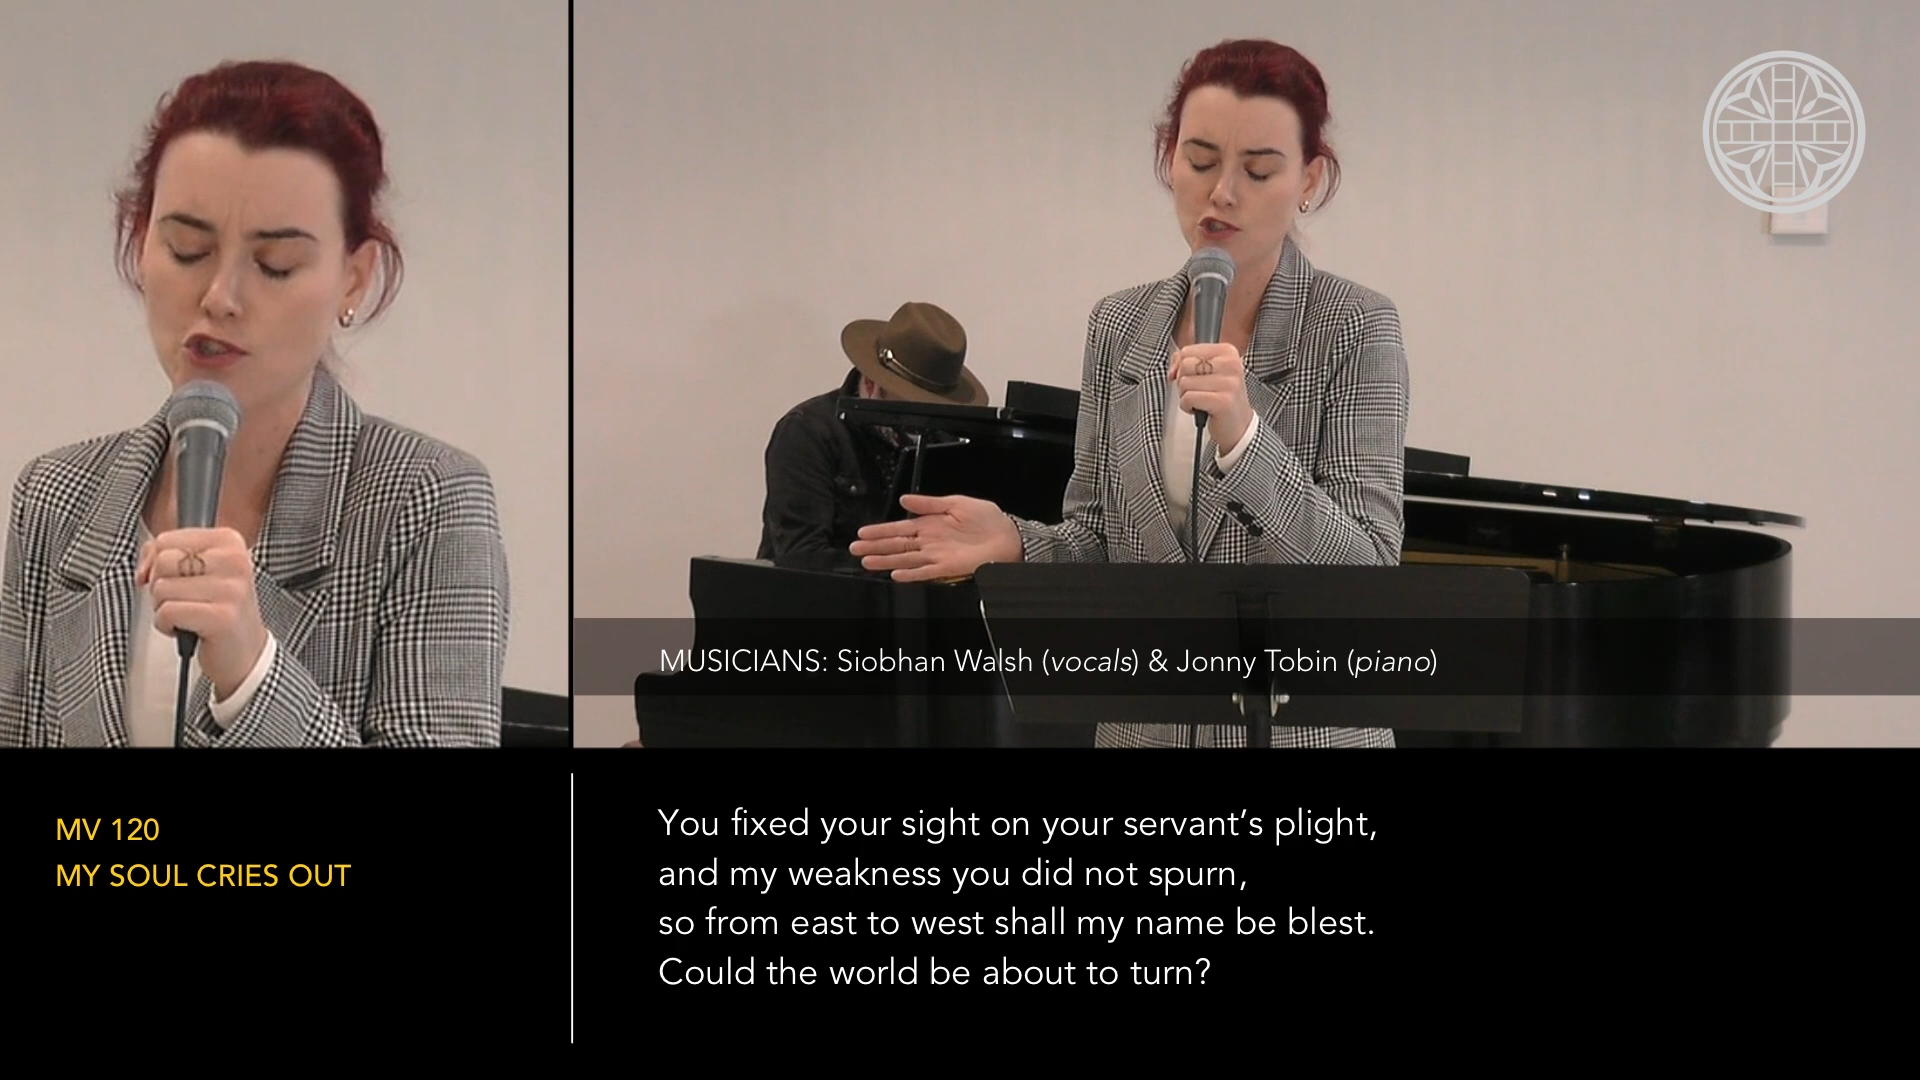 MUSICIANS: Siobhan Walsh (vocals) & Jonny Tobin (piano)
MV 120
MY SOUL CRIES OUT
You fixed your sight on your servant’s plight,
and my weakness you did not spurn,
so from east to west shall my name be blest.
Could the world be about to turn?